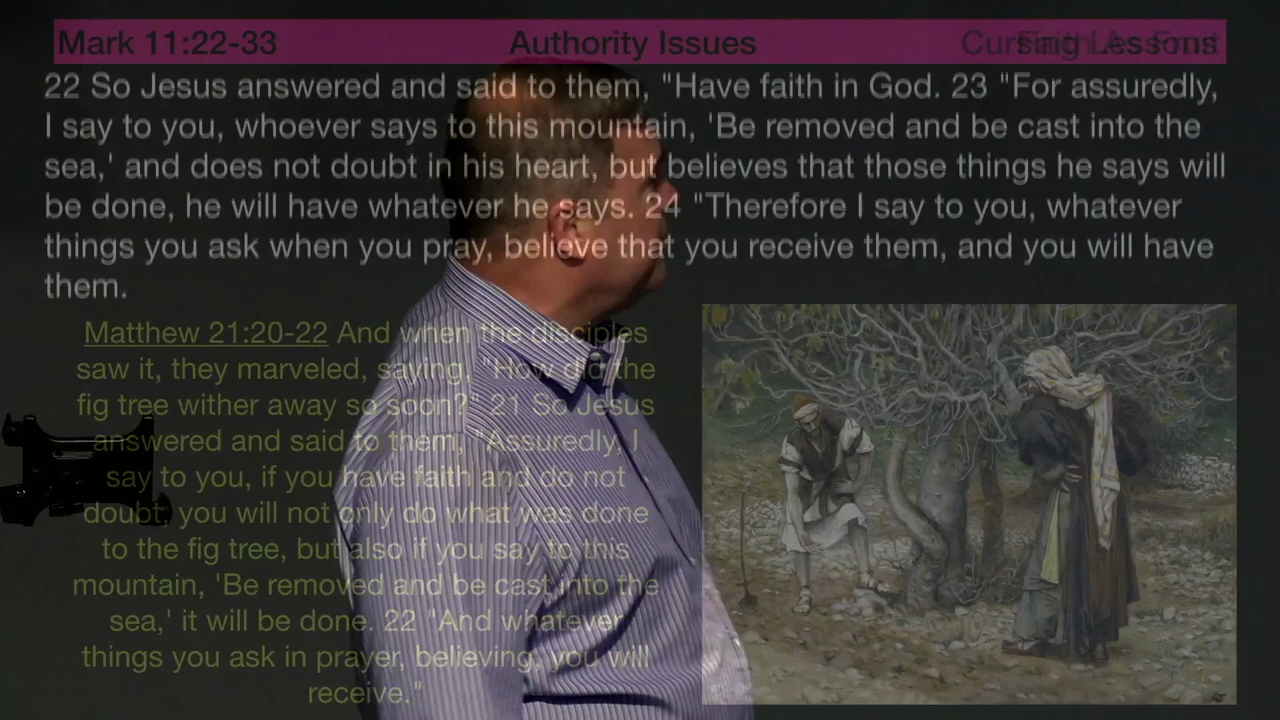 Mark 11:22-33 Authority Issues Cursing Lessons
22 So Jesus answered and said to them, "Have faith in God. 23 "For assuredly,
I say to you, whoever says to this mountain, 'Be removed and be cast into the
sea,' and does not doubt in his heart, but believes that those things he says will
be done, he will have whatever he says. 24 "Therefore I say to you, whatever
things you ask when you pray, believe that you receive them, and you will have
them.
Matthew 21:20-22 And when the disciples
saw it, they marveled, saying, "How did the
fig tree wither away so soon?" 21 So Jesus
answered and said to them, "Assuredly, I
say to you, if you have faith and do not
doubt, you will not only do what was done
to the fig tree, but also if you say to this
mountain, 'Be removed and be cast into the
sea,' it will be done. 22 "And whatever
things you ask in prayer, believing, you will
receive."